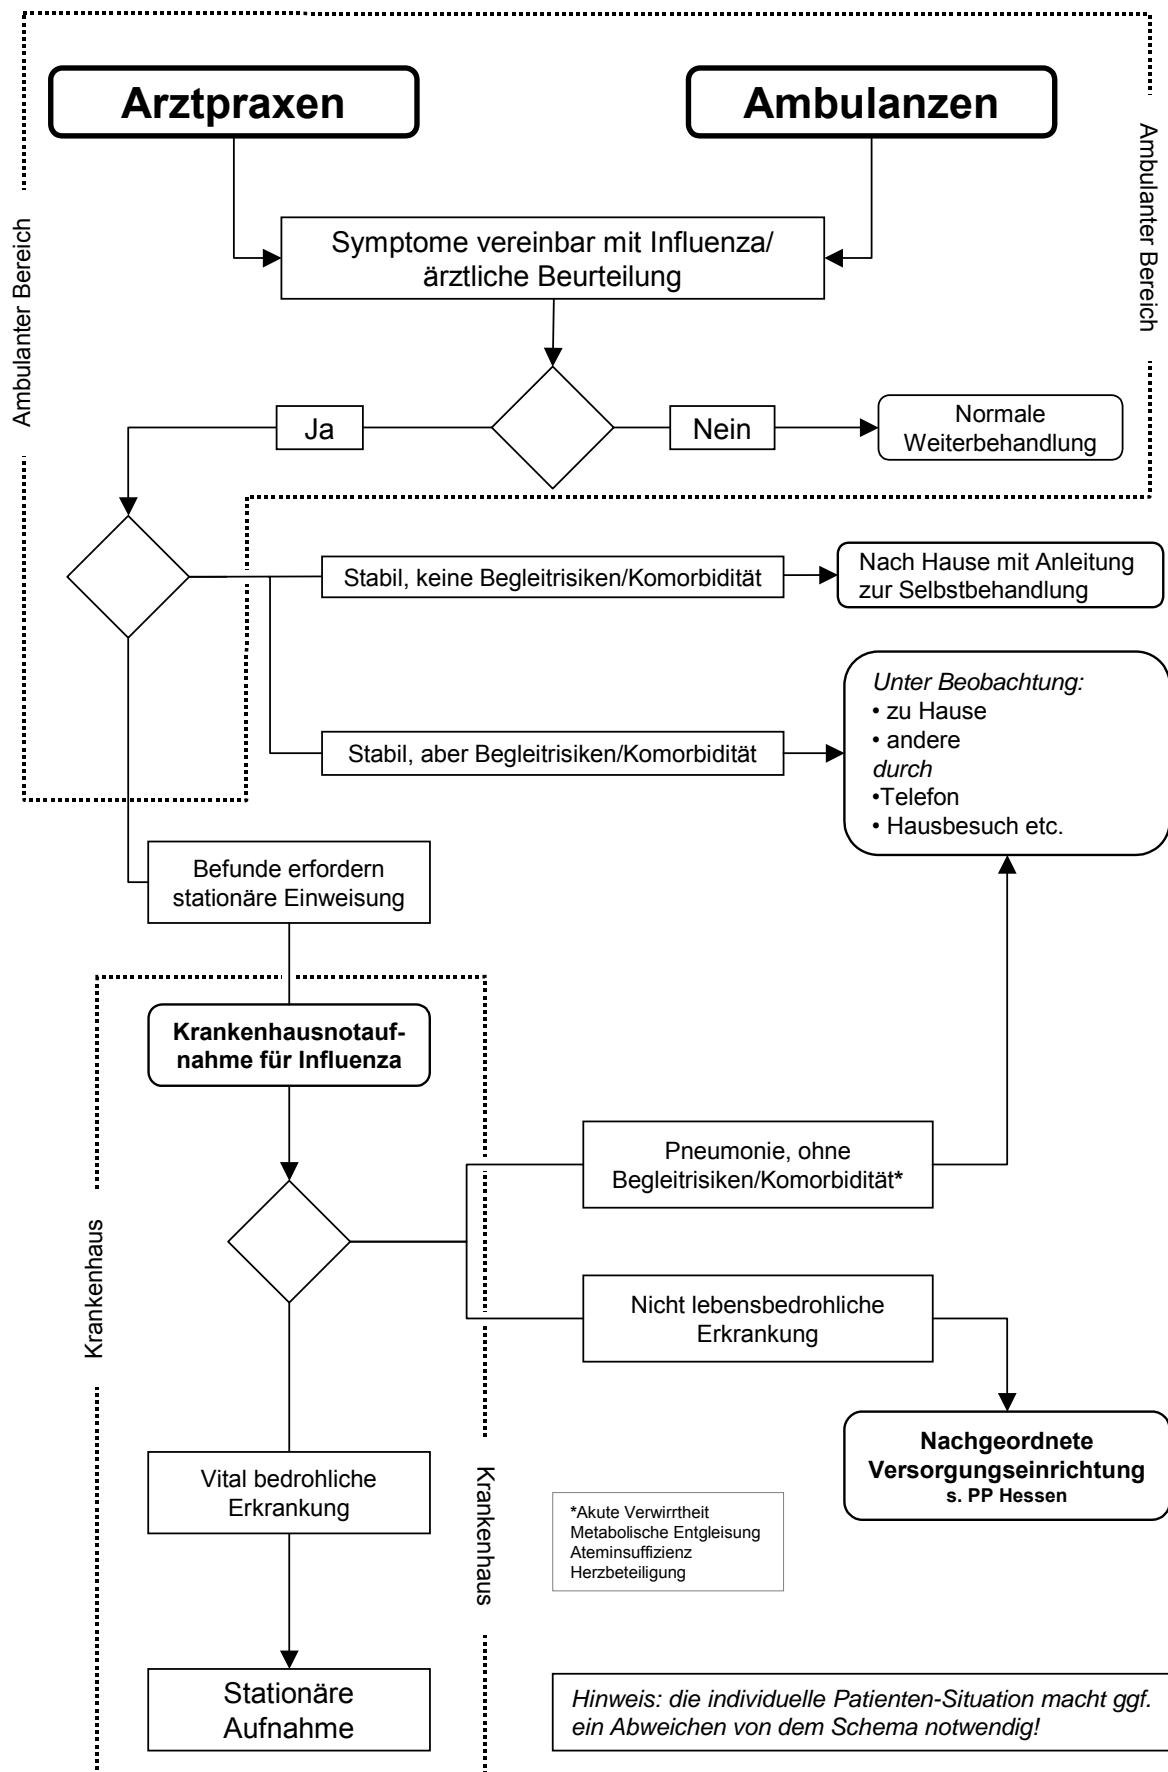 Arztpraxen
Ambulanzen
Ambulanter Bereich
Ambulanter Bereich
Symptome vereinbar mit Influenza/
ärztliche Beurteilung
Ja
Nein
Normale
Weiterbehandlung
Stabil, keine Begleitrisiken/Komorbidität
Nach Hause mit Anleitung
zur Selbstbehandlung
Stabil, aber Begleitrisiken/Komorbidität
Unter Beobachtung:
• zu Hause
• andere
durch
•Telefon
• Hausbesuch etc.
Befunde erfordern
stationäre Einweisung
Krankenhausnotauf-
nahme für Influenza
Krankenhaus
Krankenhaus
Pneumonie, ohne
Begleitrisiken/Komorbidität*
Nicht lebensbedrohliche
Erkrankung
Nachgeordnete
Versorgungseinrichtung
s. PP Hessen
Vital bedrohliche
Erkrankung
*Akute Verwirrtheit
Metabolische Entgleisung
Ateminsuffizienz
Herzbeteiligung
Stationäre
Aufnahme
Hinweis: die individuelle Patienten-Situation macht ggf.
ein Abweichen von dem Schema notwendig!